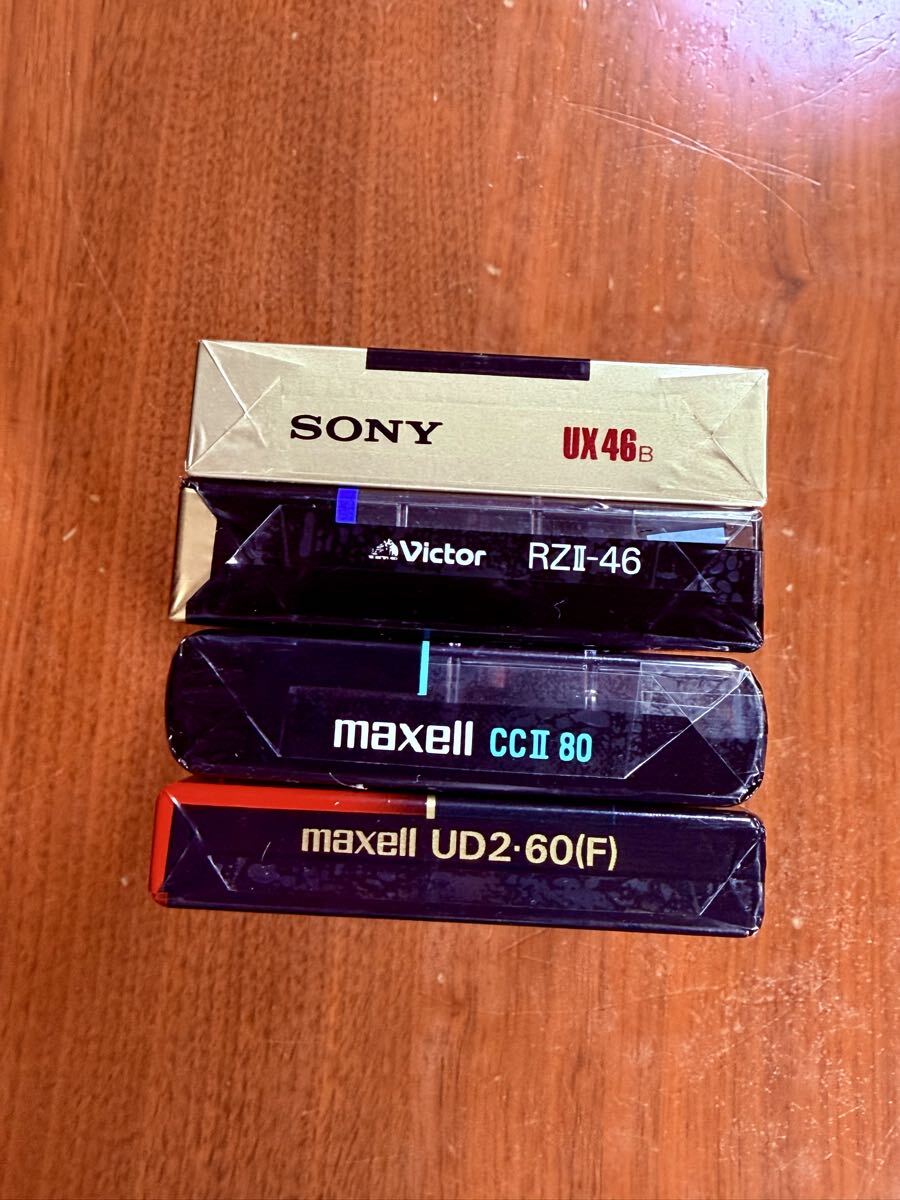 SONY UX46B
Victor RZII-46
maxell CCII 80
maxell UD2·60(F)